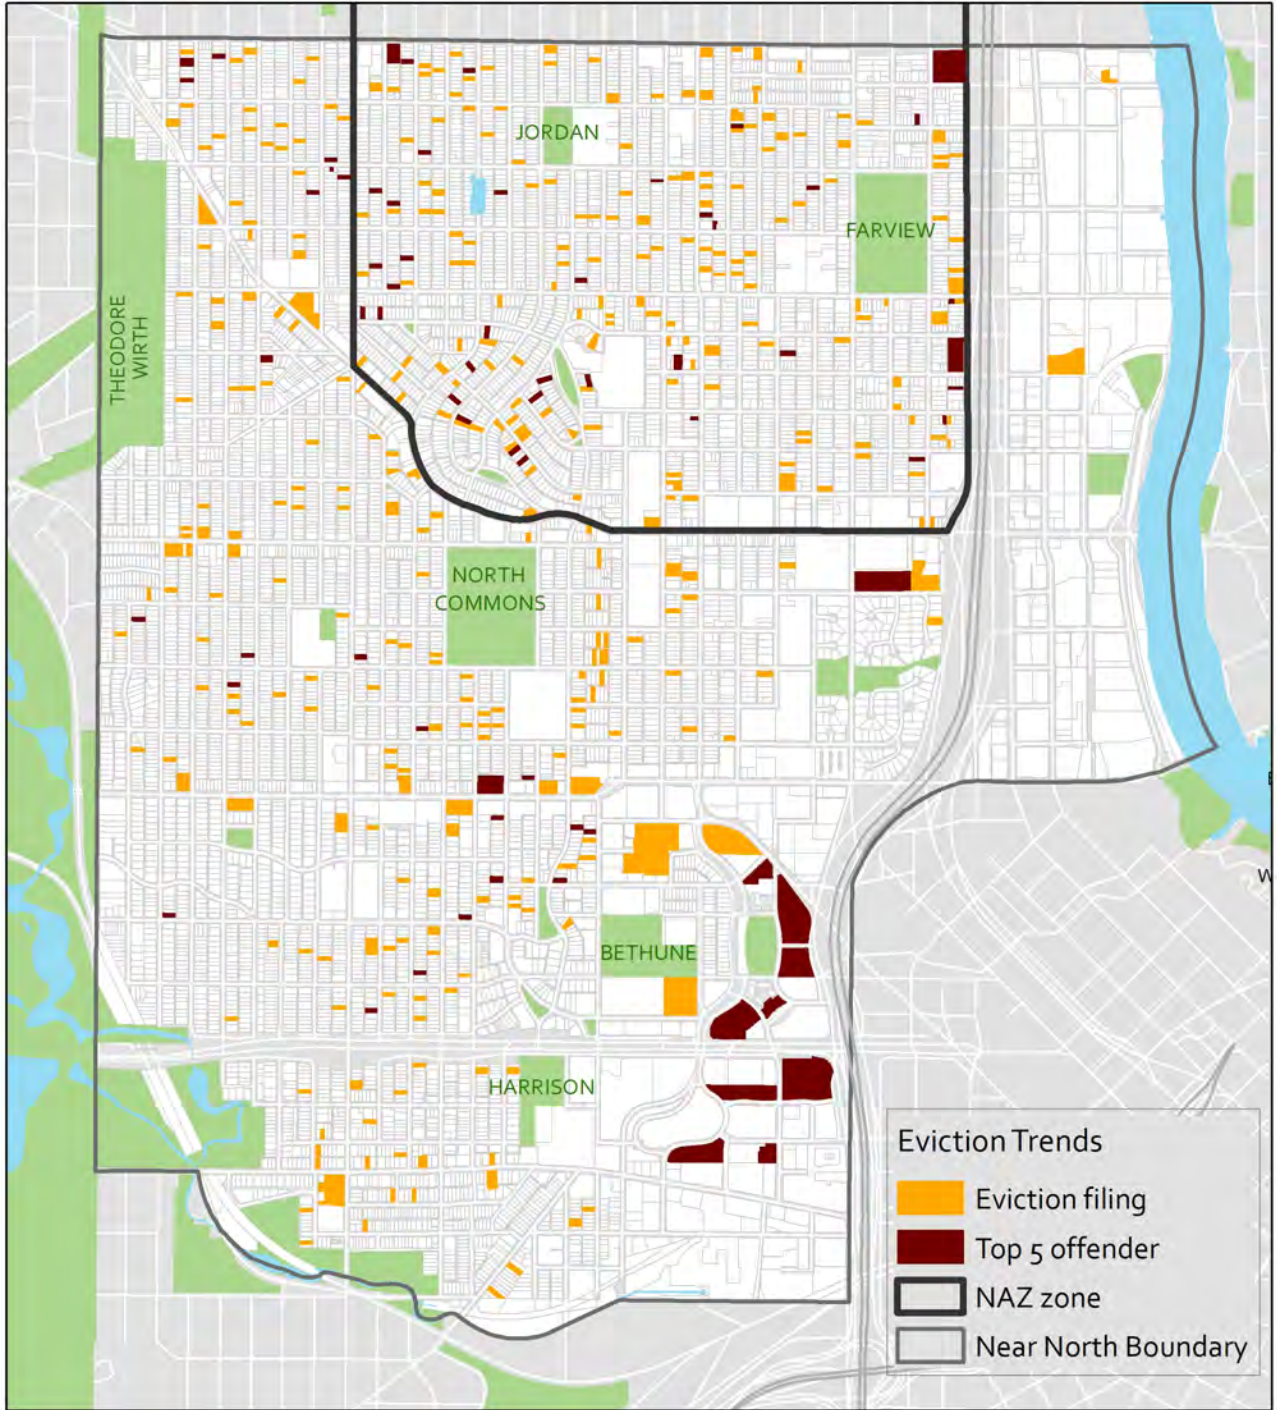 JORDAN
FARVIEW
THEODORE
WIRTH
NORTH
COMMONS
BETHUNE
HARRISON
Eviction Trends
Eviction filing
Top 5 offender
NAZ zone
Near North Boundary